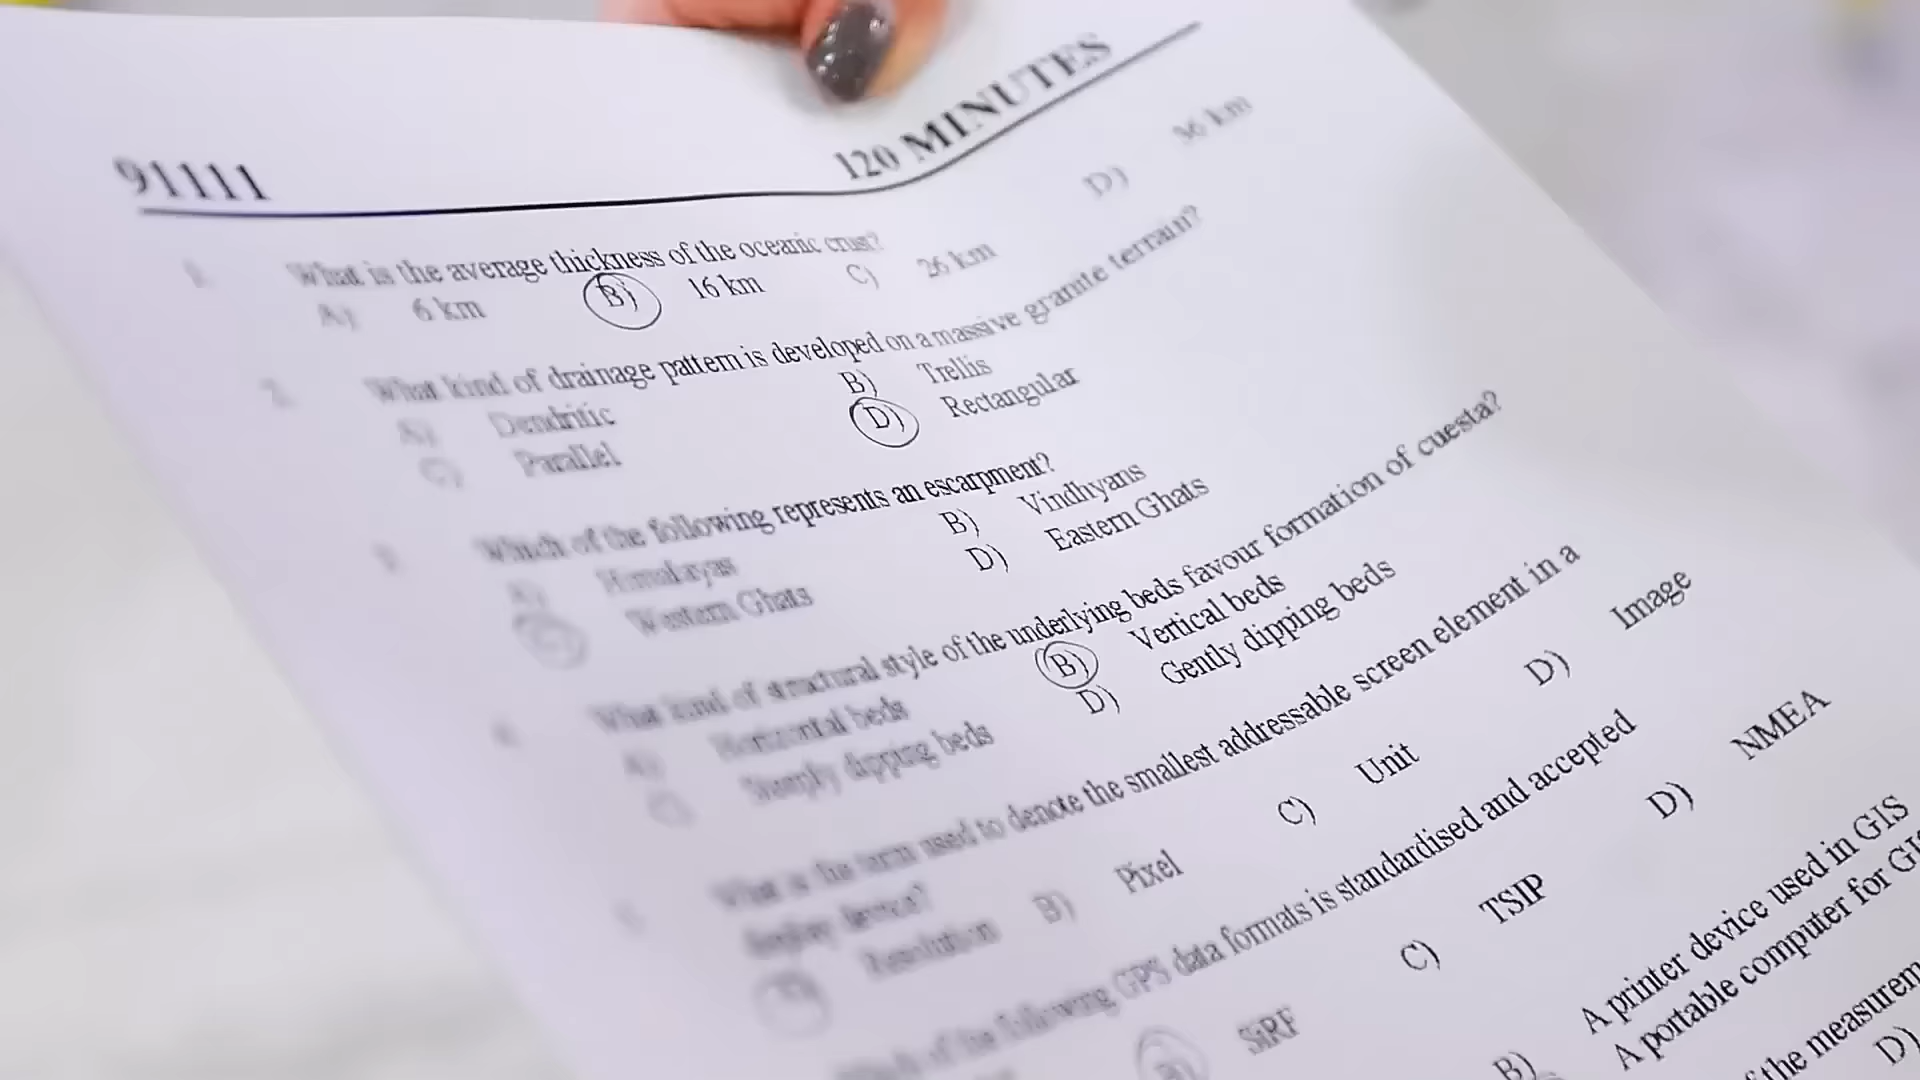 91111 120 MINUTES
1. What is the average thickness of the oceanic crust?
A) 6 km B) 16 km C) 26 km D) 36 km
2. What kind of drainage pattern is developed on a massive granite terrain?
A) Dendritic B) Trellis
C) Parallel D) Rectangular
3. Which of the following represents an escarpment?
A) Himalayas B) Vindhyans
C) Western Ghats D) Eastern Ghats
4. What kind of structural style of the underlying beds favour formation of cuesta?
A) Horizontal beds B) Vertical beds
C) Steeply dipping beds D) Gently dipping beds
5. What is the term used to denote the smallest addressable screen element in a
display device?
A) Resolution B) Pixel C) Unit D) Image
Which of the following GPS data formats is standardised and accepted
SiRF C) TSIP D) NMEA
A printer device used in GIS
B) A portable computer for
the
D)